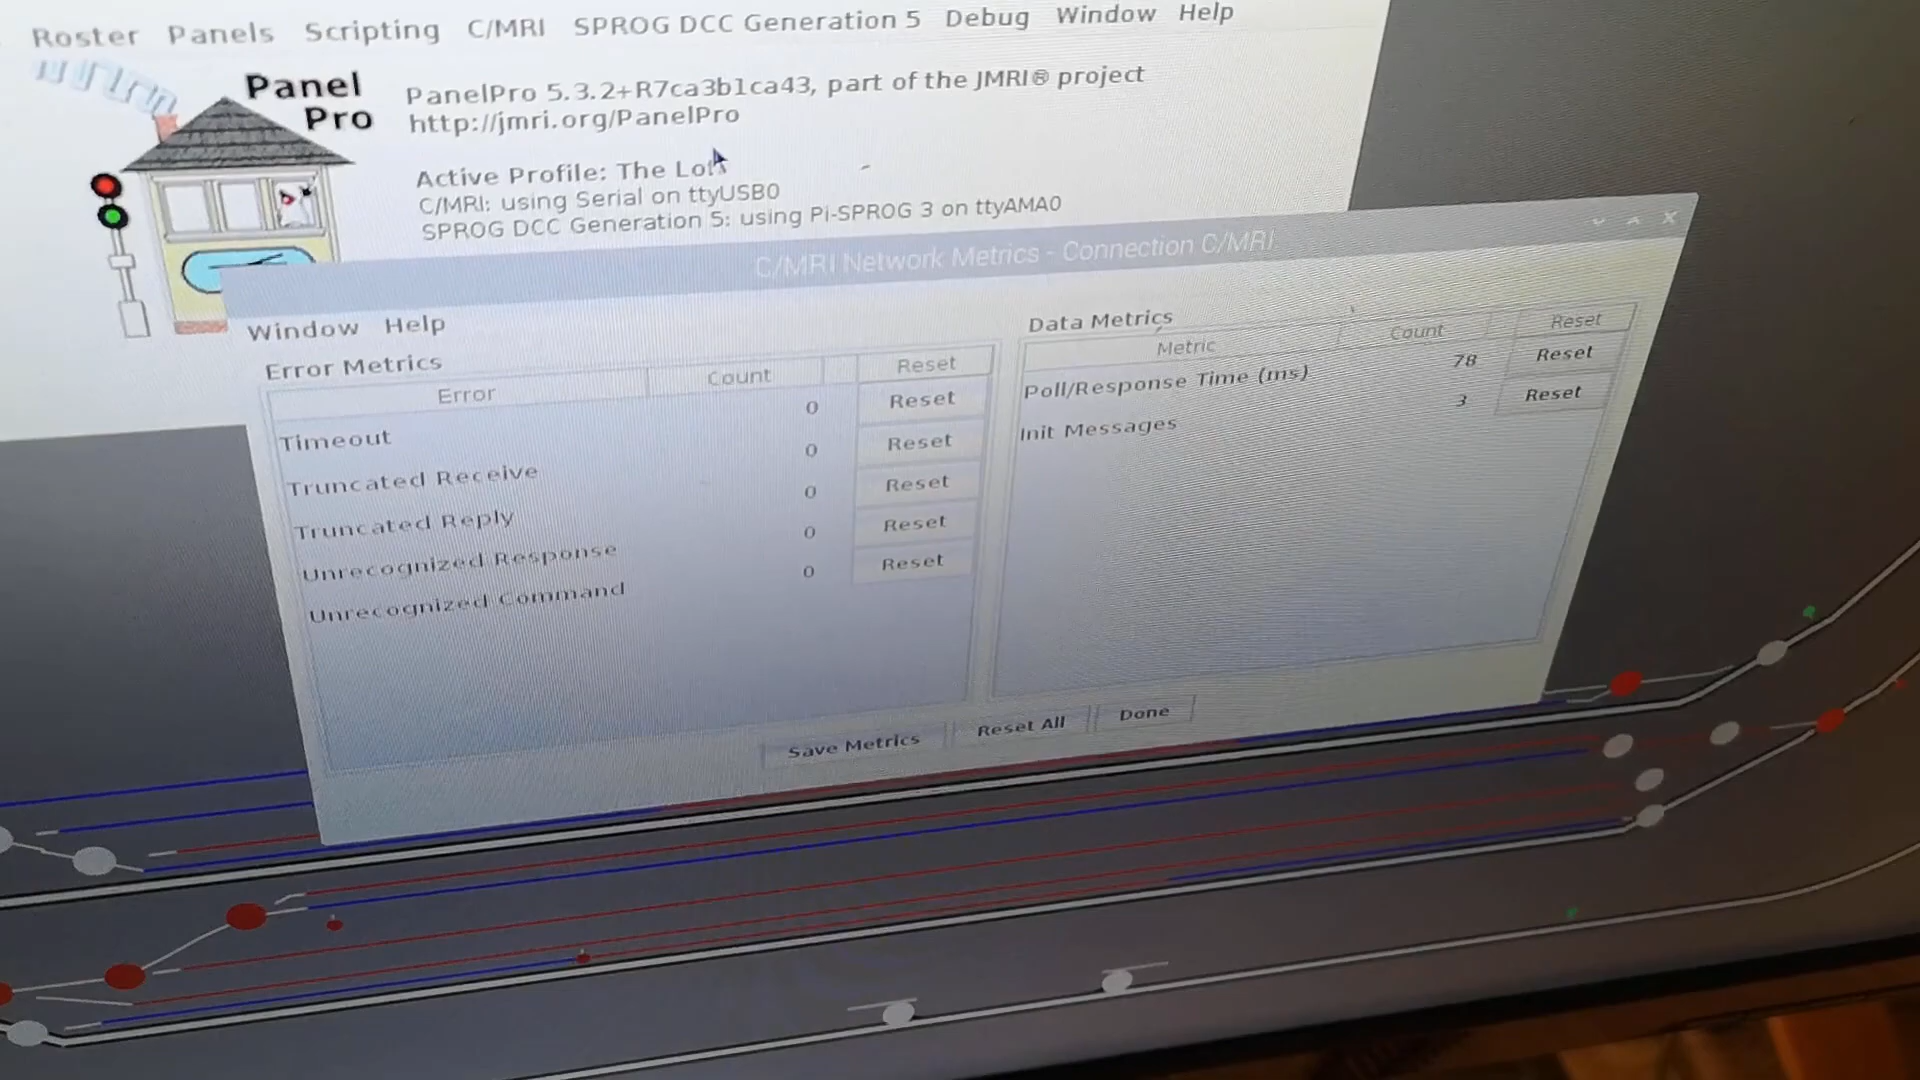 Roster Panels Scripting C/MRI SPROG DCC Generation 5 Debug Window Help
Panel
Pro
PanelPro 5.3.2+R7ca3b1ca43, part of the JMRI® project
http://jmri.org/PanelPro
Active Profile: The
C/MRI: using Serial on ttyUSB0
SPROG DCC Generation 5: using Pi-SPROG 3 on ttyAMA0
C/MRI Network Metrics - Connection C/MRI
Window Help
Error Metrics
Error Count Reset
Timeout 0 Reset
Truncated Receive 0 Reset
Truncated Reply 0 Reset
Unrecognized Response 0 Reset
Unrecognized Command 0 Reset
Data Metrics
Metric Count Reset
Poll/Response Time (ms) 78 Reset
Init Messages 3 Reset
Save Metrics Reset All Done